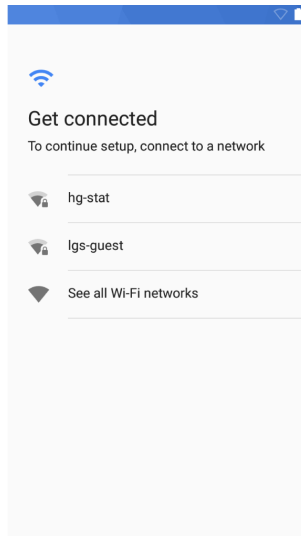 Get connected
To continue setup, connect to a network
hg-stat
lgs-guest
See all Wi-Fi networks